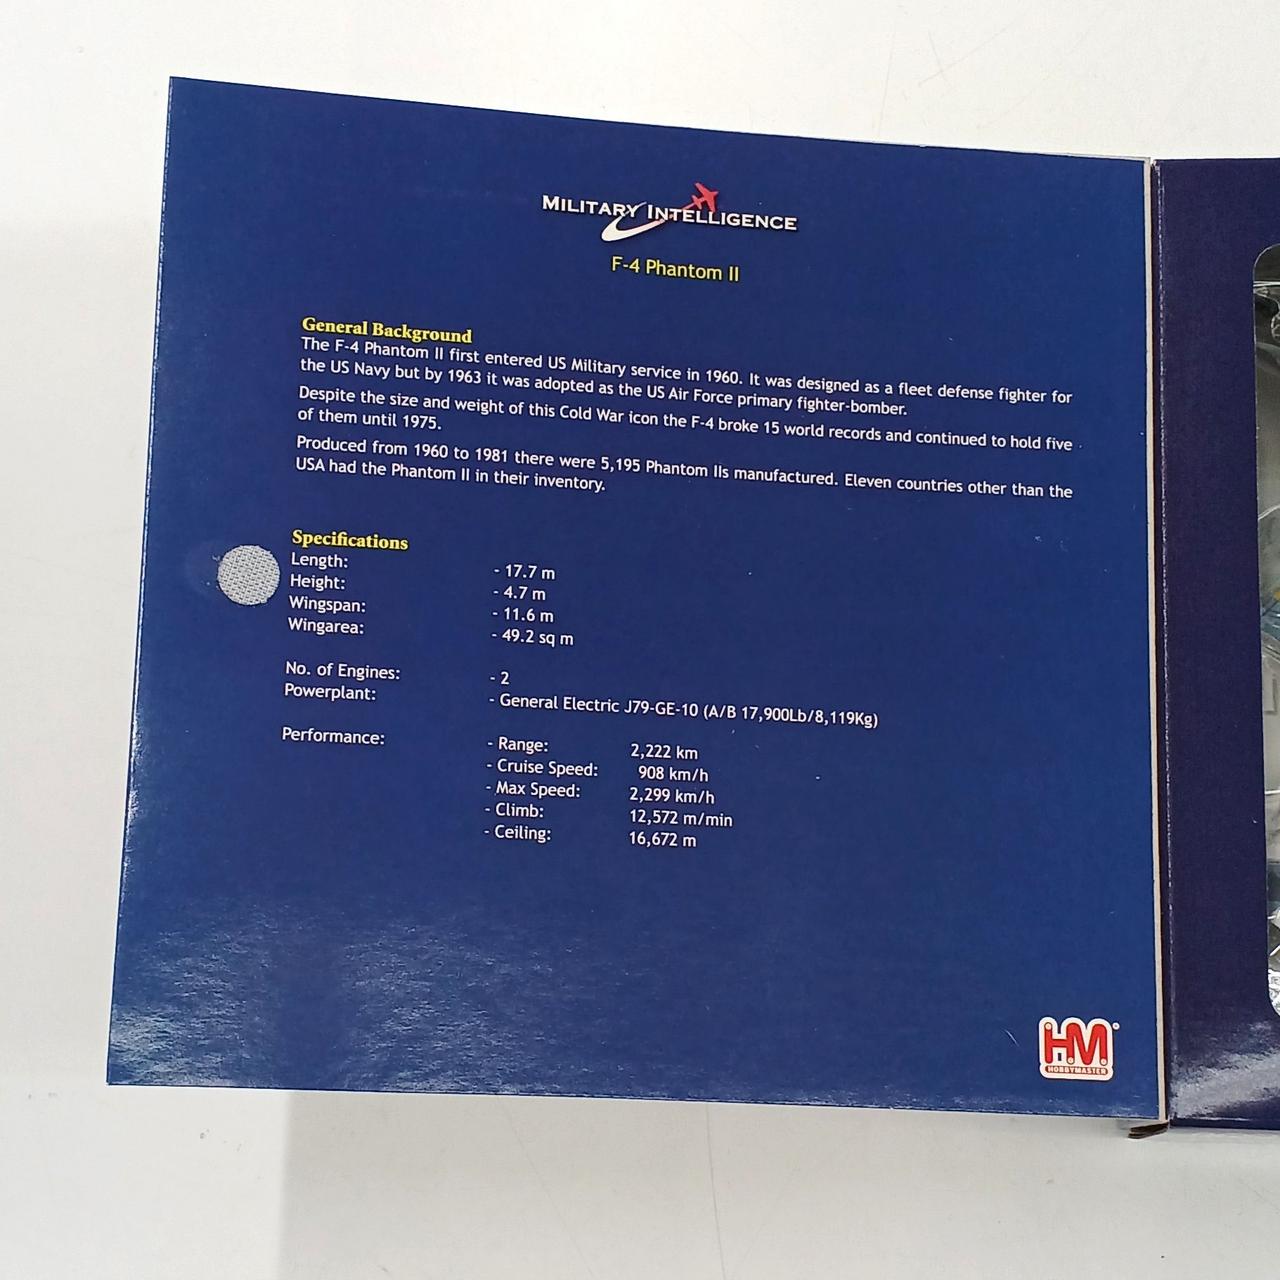 MILITARY INTELLIGENCE
F-4 Phantom II
General Background
The F-4 Phantom II first entered US Military service in 1960. It was designed as a fleet defense fighter for
the US Navy but by 1963 it was adopted as the US Air Force primary fighter-bomber.
Despite the size and weight of this Cold War icon the F-4 broke 15 world records and continued to hold five
of them until 1975.
Produced from 1960 to 1981 there were 5,195 Phantom IIs manufactured. Eleven countries other than the
USA had the Phantom II in their inventory.
Specifications
Length: - 17.7 m
Height: - 4.7 m
Wingspan: - 11.6 m
Wingarea: - 49.2 sq m
No. of Engines: - 2
Powerplant: - General Electric J79-GE-10 (A/B 17,900Lb/8,119Kg)
Performance: - Range: 2,222 km
- Cruise Speed: 908 km/h
- Max Speed: 2,299 km/h
- Climb: 12,572 m/min
- Ceiling: 16,672 m
HM
HOBBYMASTER